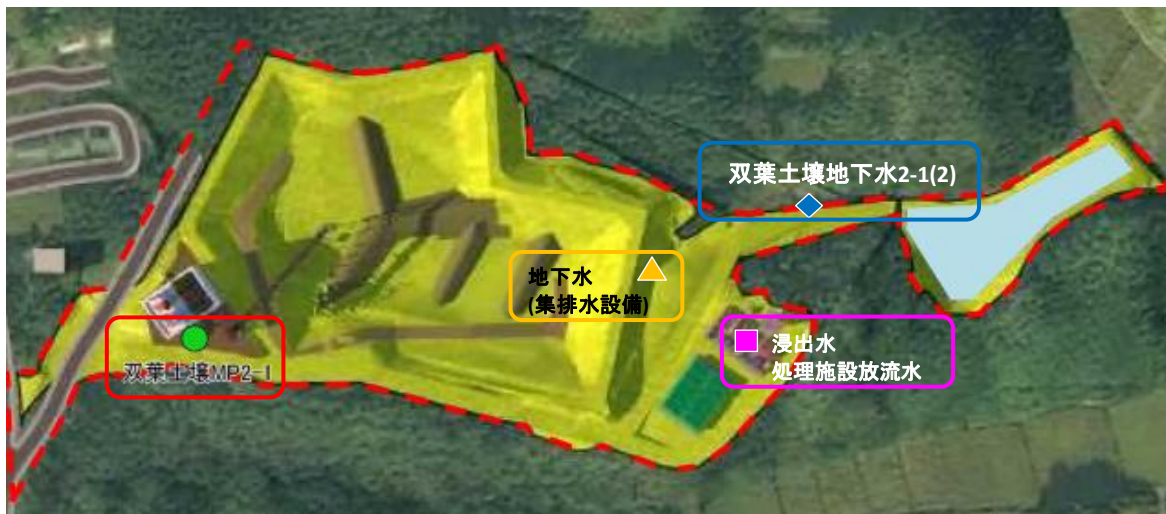 双葉土壌地下水2-1(2)
地下水
(集排水設備)
浸出水
処理施設放流水
双葉土壌MP2-1